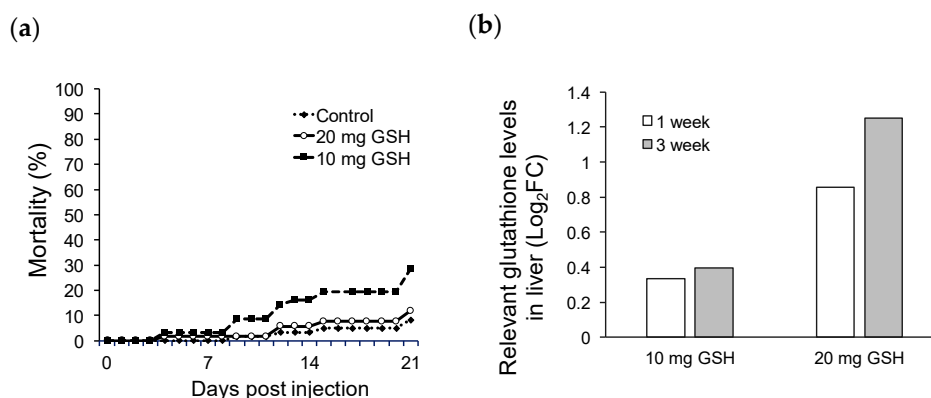 (a)
100
90
80
70
60
50
40
30
20
10
0
Mortality (%)
Control
20 mg GSH
10 mg GSH
0
7
14
21
Days post injection
(b)
1.4
1.2
1
0.8
0.6
0.4
0.2
0
Relevant glutathione levels
in liver (Log₂FC)
1 week
3 week
10 mg GSH
20 mg GSH